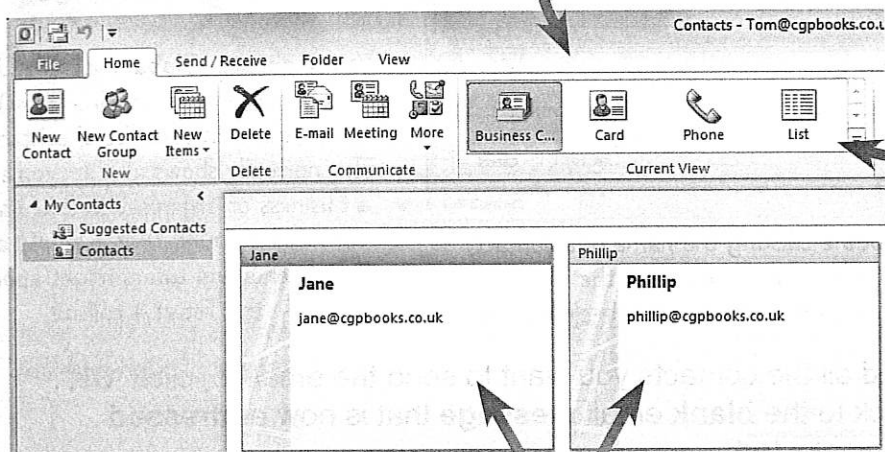 Contacts - Tom@cgpbooks.co.u
File Home Send / Receive Folder View
New Contact
New Contact Group
New Items
Delete
E-mail
Meeting
More
Business C...
Card
Phone
List
New
Delete
Communicate
Current View
My Contacts
Suggested Contacts
Contacts
Jane
Jane
jane@cgpbooks.co.uk
Phillip
Phillip
phillip@cgpbooks.co.uk